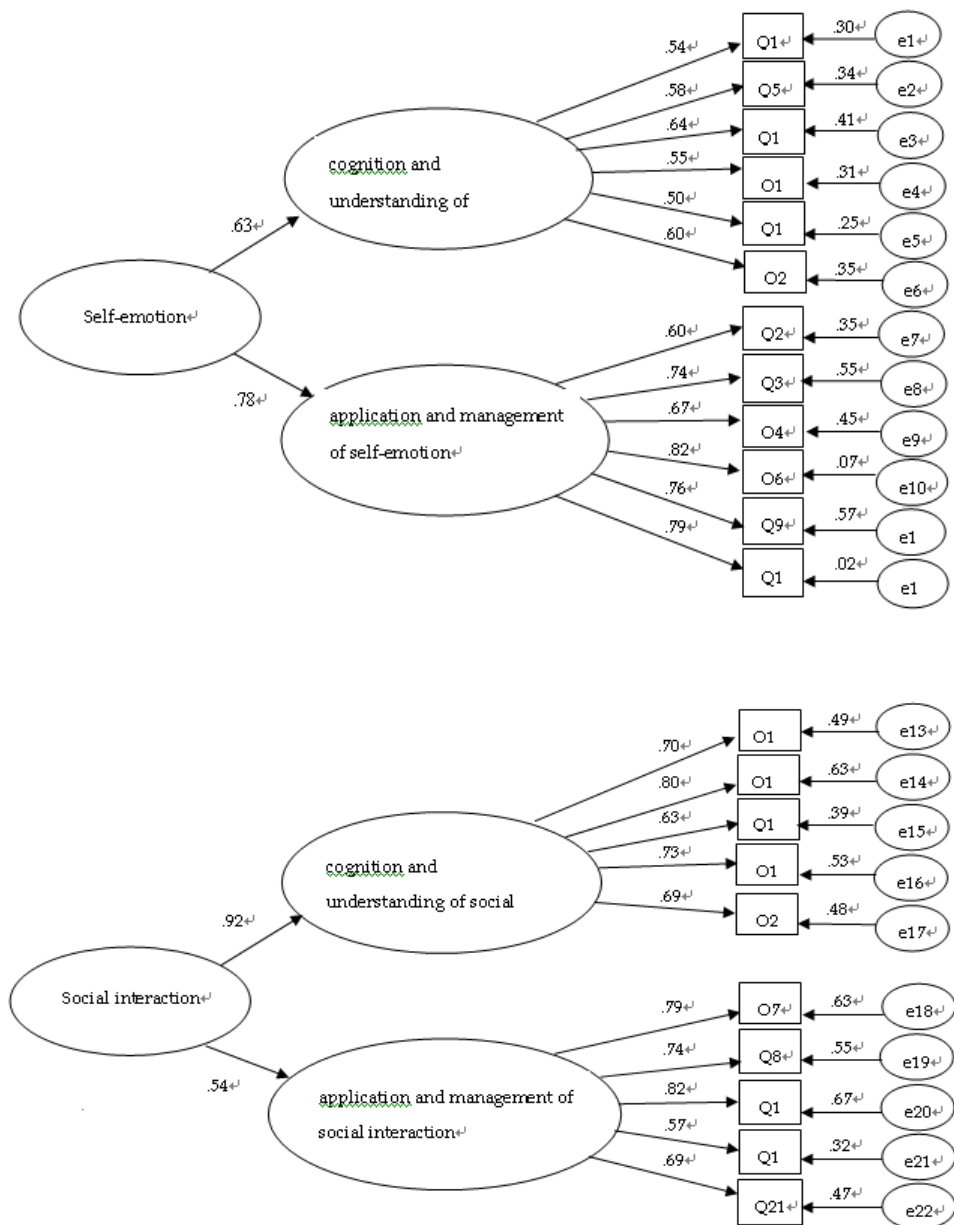 .54↵ Q1↵ .30↵ e1↵
.58↵ Q5↵ .34↵ e2↵
.64↵ Q1 .41↵ e3↵
cognition and
understanding of
.55↵ O1 .31↵ e4↵
.50↵ Q1 .25↵ e5↵
.60↵ O2 .35↵ e6↵
.63↵
Self-emotion↵
.78↵
.60↵ Q2↵ .35↵ e7↵
.74↵ Q3↵ .55↵ e8↵
application and management
of self-emotion↵
.67↵ O4↵ .45↵ e9↵
.82↵ O6↵ .07↵ e10↵
.76↵ Q9↵ .57↵ e1
.79↵ Q1 .02↵ e1
.70↵ O1 .49↵ e13↵
.80↵ O1 .63↵ e14↵
.63↵ Q1 .39↵ e15↵
cognition and
understanding of social
.73↵ O1 .53↵ e16↵
.69↵ O2 .48↵ e17↵
.92↵
Social interaction↵
.54↵
.79↵ O7↵ .63↵ e18↵
.74↵ Q8↵ .55↵ e19↵
application and management of
social interaction↵
.82↵ Q1 .67↵ e20↵
.57↵ Q1 .32↵ e21↵
.69↵ Q21↵ .47↵ e22↵